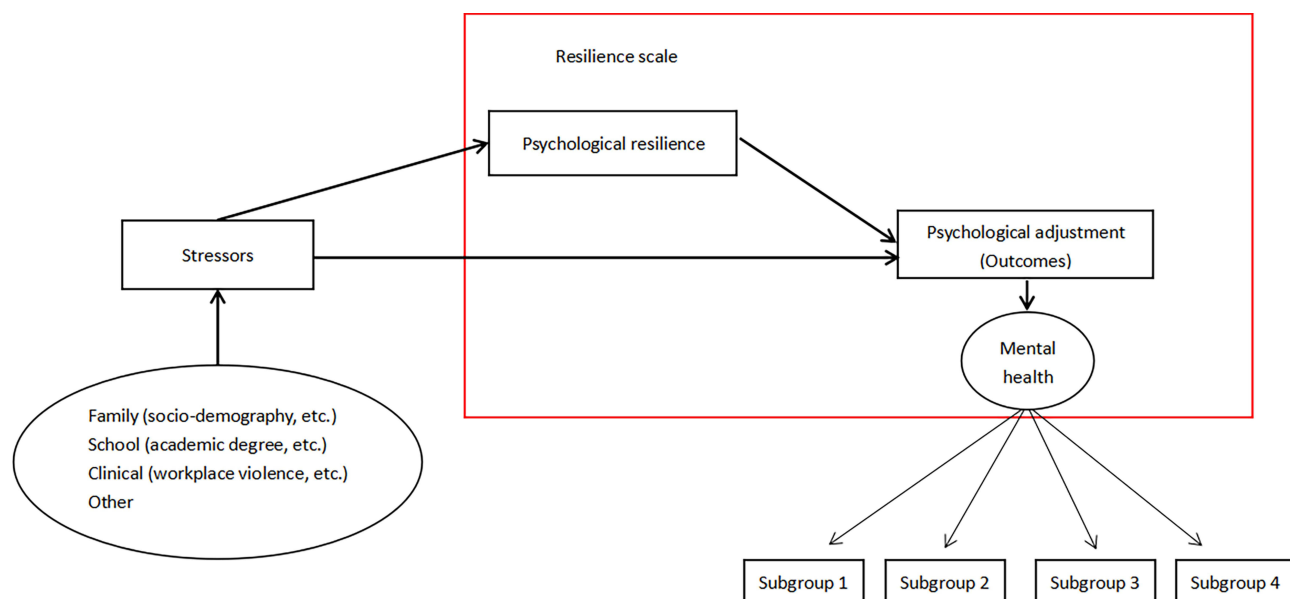 Resilience scale
Psychological resilience
Stressors
Psychological adjustment
(Outcomes)
Mental
health
Family (socio-demography, etc.)
School (academic degree, etc.)
Clinical (workplace violence, etc.)
Other
Subgroup 1
Subgroup 2
Subgroup 3
Subgroup 4